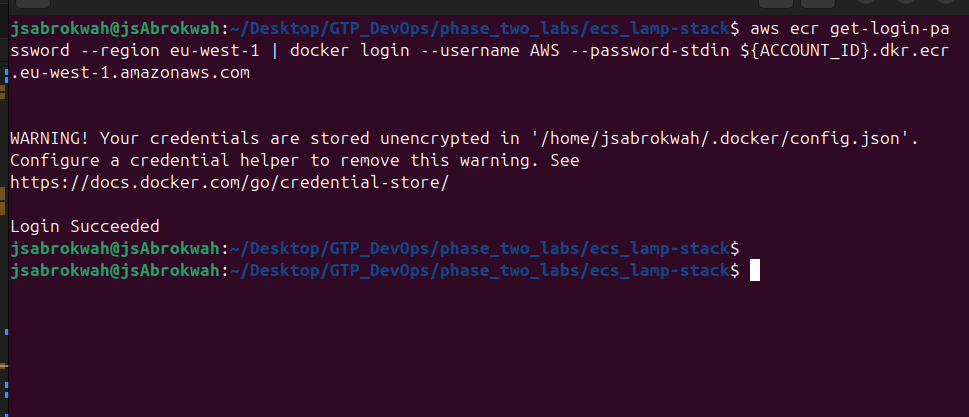 jsabrokwah@jsAbrokwah:~/Desktop/GTP_DevOps/phase_two_labs/ecs_lamp-stack$ aws ecr get-login-pa
ssword --region eu-west-1 | docker login --username AWS --password-stdin ${ACCOUNT_ID}.dkr.ecr
.eu-west-1.amazonaws.com
WARNING! Your credentials are stored unencrypted in '/home/jsabrokwah/.docker/config.json'.
Configure a credential helper to remove this warning. See
https://docs.docker.com/go/credential-store/
Login Succeeded
jsabrokwah@jsAbrokwah:~/Desktop/GTP_DevOps/phase_two_labs/ecs_lamp-stack$
jsabrokwah@jsAbrokwah:~/Desktop/GTP_DevOps/phase_two_labs/ecs_lamp-stack$